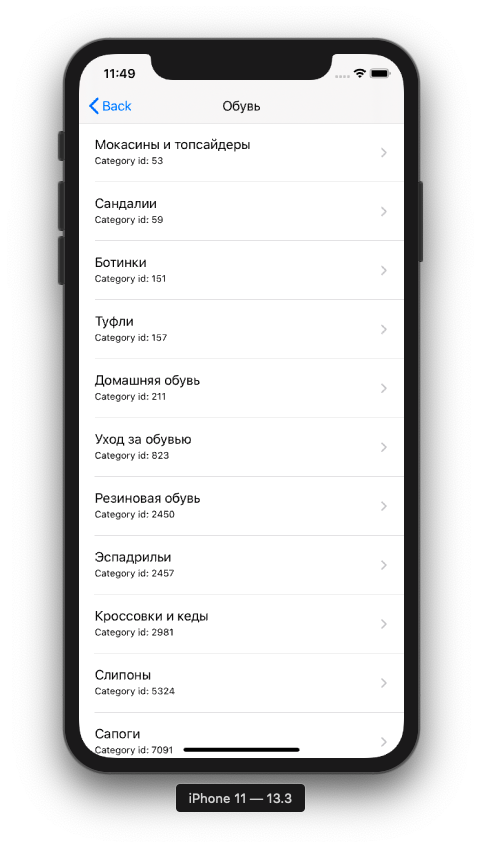 11:49
Back
Обувь
Мокасины и топсайдеры
Category id: 53
Сандалии
Category id: 59
Ботинки
Category id: 151
Туфли
Category id: 157
Домашняя обувь
Category id: 211
Уход за обувью
Category id: 823
Резиновая обувь
Category id: 2450
Эспадрильи
Category id: 2457
Кроссовки и кеды
Category id: 2981
Слипоны
Category id: 5324
Сапоги
Category id: 7091
iPhone 11 — 13.3